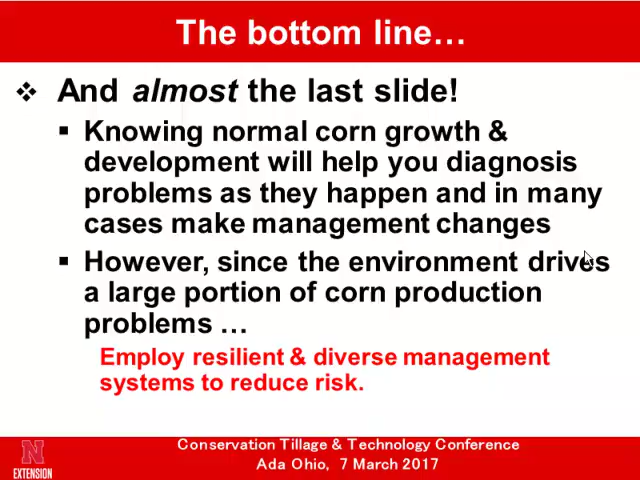 The bottom line…
❖ And almost the last slide!
▪ Knowing normal corn growth &
development will help you diagnosis
problems as they happen and in many
cases make management changes
▪ However, since the environment drives
a large portion of corn production
problems …
Employ resilient & diverse management
systems to reduce risk.
N
EXTENSION
Conservation Tillage & Technology Conference
Ada Ohio, 7 March 2017